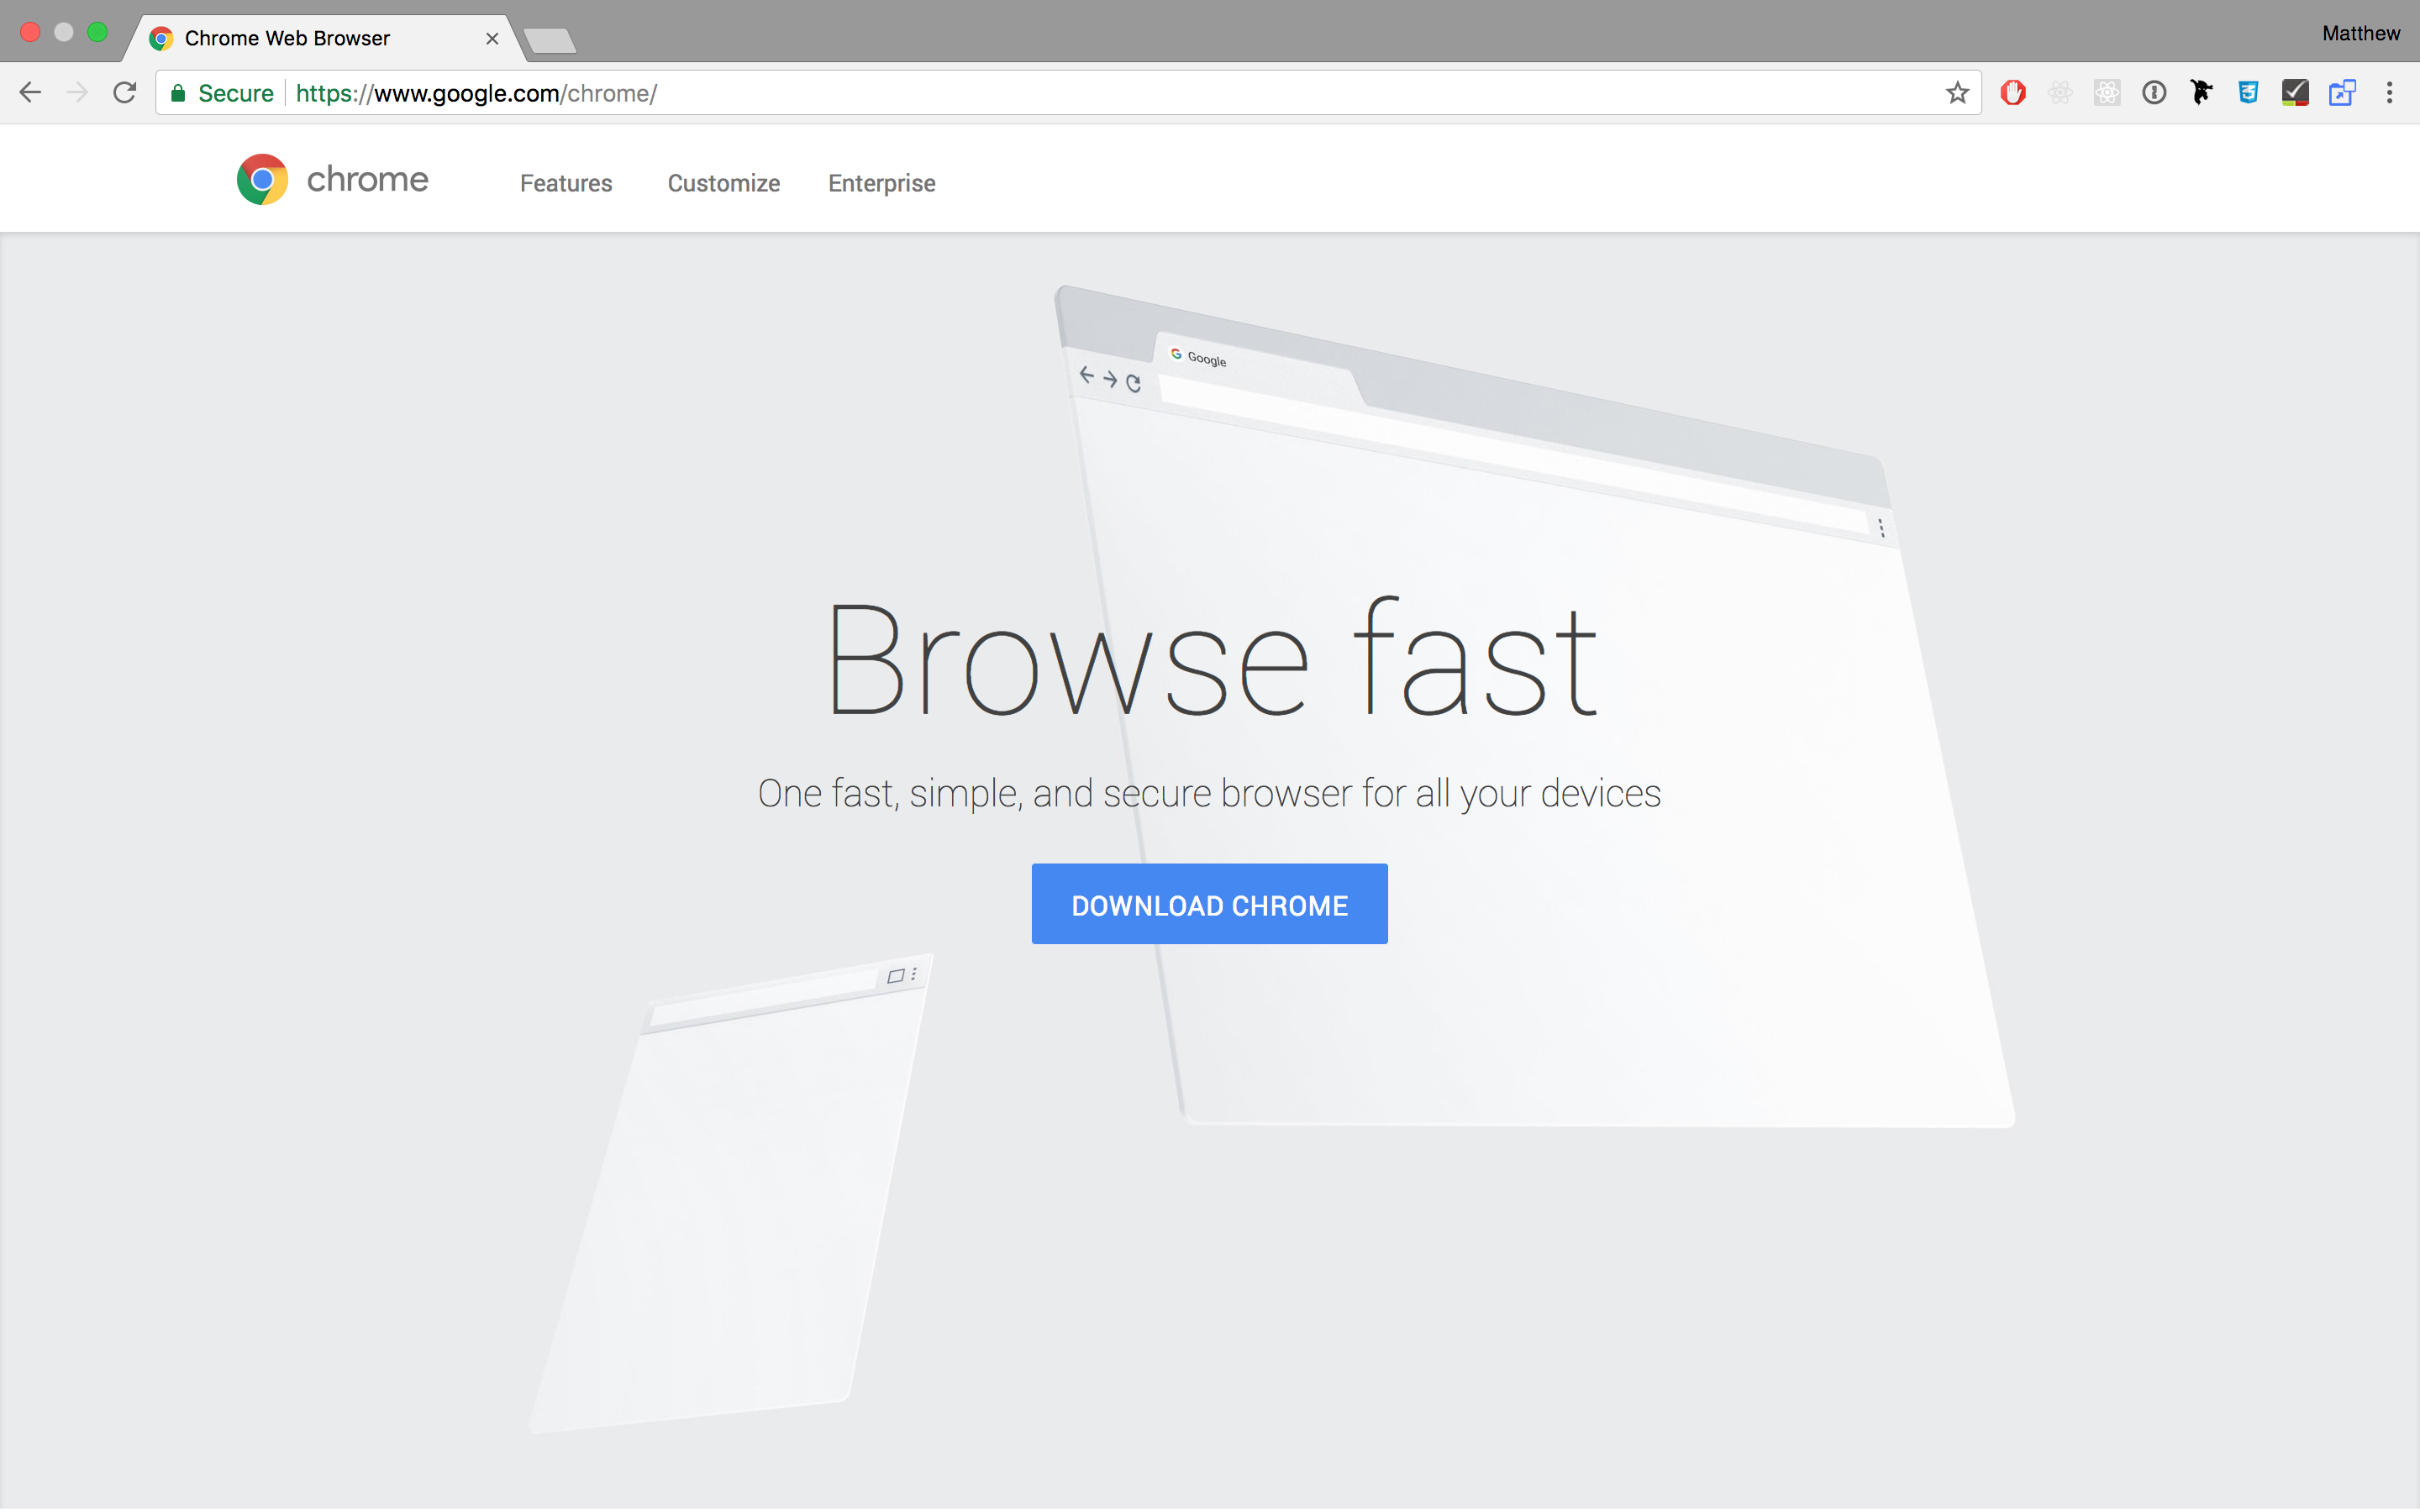 Chrome Web Browser
Matthew
Secure https://www.google.com/chrome/
chrome Features Customize Enterprise
Google
Browse fast
One fast, simple, and secure browser for all your devices
DOWNLOAD CHROME